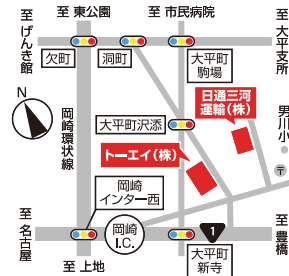 至 東公園
至 市民病院
至
げんき館
至
大平支所
欠町
洞町
大平町
駒場
日通三河
運輸(株)
N
岡崎
環状線
大平町沢添
男川小
〒
トーエイ(株)
岡崎
インター西
至
名古屋
岡崎
I.C.
1
至
豊橋
大平町
新寺
至 上地